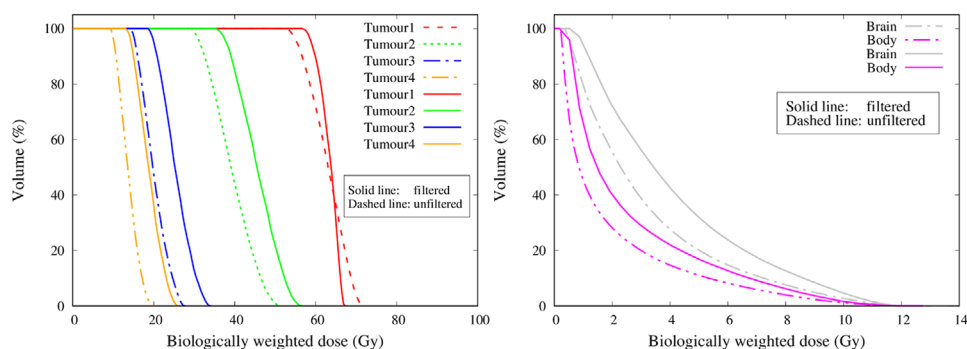 100
80
60
40
20
0
Volume (%)
0 20 40 60 80 100
Biologically weighted dose (Gy)
Tumour1
Tumour2
Tumour3
Tumour4
Tumour1
Tumour2
Tumour3
Tumour4
Solid line: filtered
Dashed line: unfiltered
100
80
60
40
20
0
Volume (%)
0 2 4 6 8 10 12 14
Biologically weighted dose (Gy)
Brain
Body
Brain
Body
Solid line: filtered
Dashed line: unfiltered